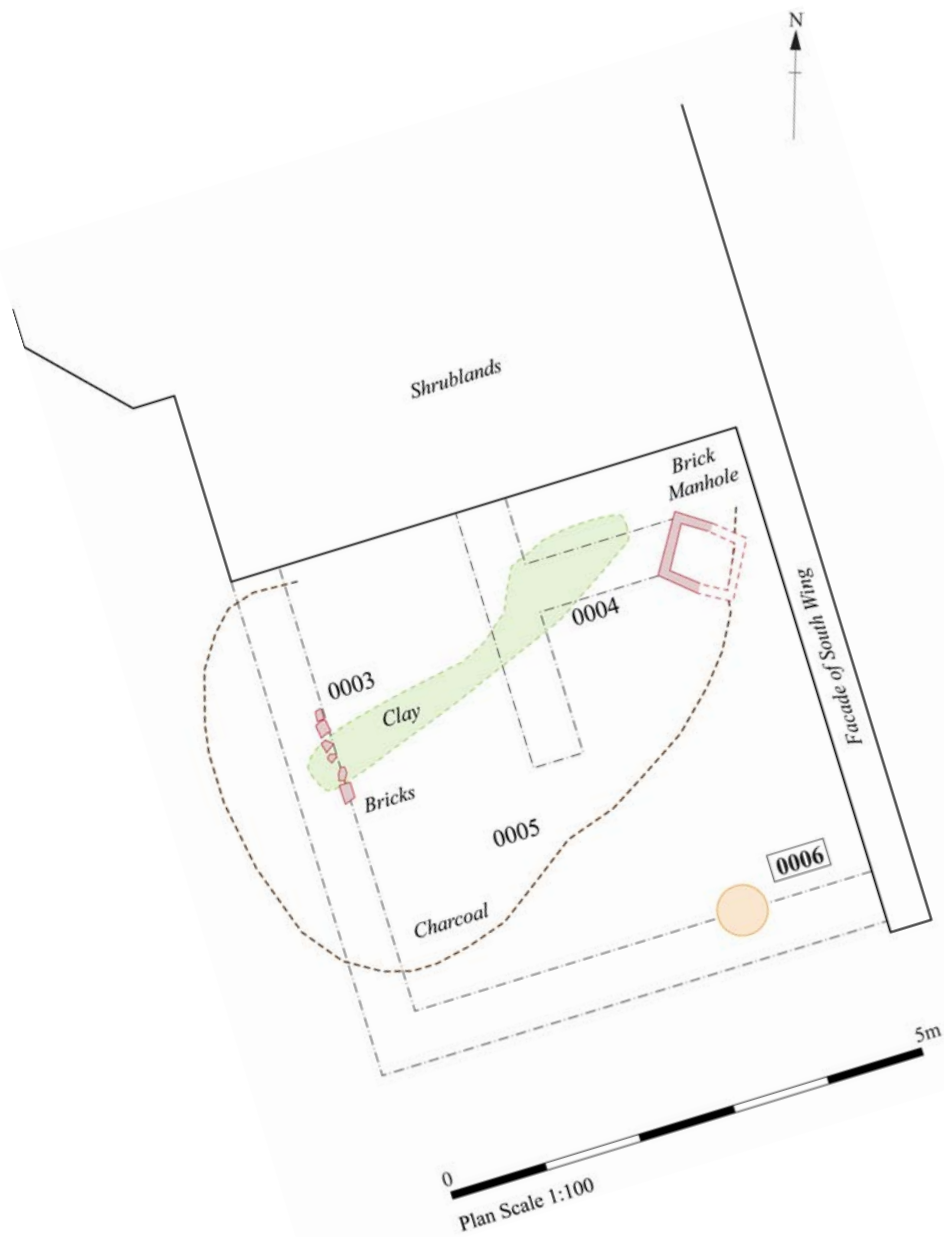 N
Shrublands
Brick
Manhole
Facade of South Wing
0004
0003
Clay
Bricks
0005
0006
Charcoal
5m
0
Plan Scale 1:100